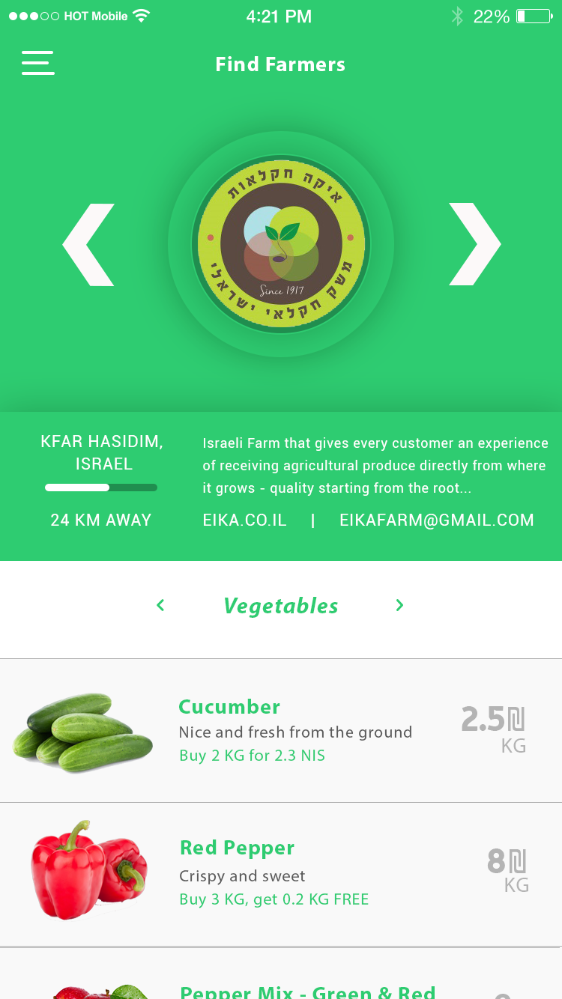 HOT Mobile
4:21 PM
22%
Find Farmers
איקה חקלאות
Since 1917
משק חקלאי ישראלי
KFAR HASIDIM,
ISRAEL
24 KM AWAY
Israeli Farm that gives every customer an experience
of receiving agricultural produce directly from where
it grows - quality starting from the root...
EIKA.CO.IL | EIKAFARM@GMAIL.COM
Vegetables
Cucumber
Nice and fresh from the ground
Buy 2 KG for 2.3 NIS
2.5₪
KG
Red Pepper
Crispy and sweet
Buy 3 KG, get 0.2 KG FREE
8₪
KG
Pepper Mix - Green & Red